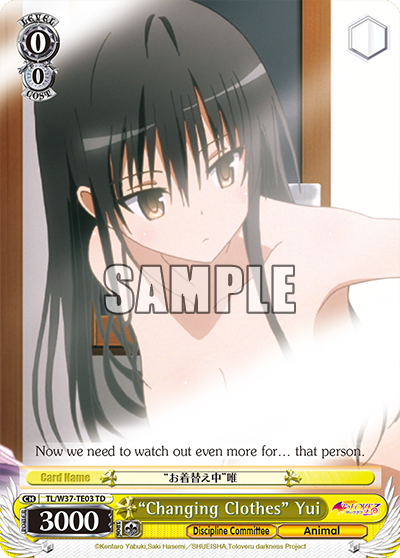 LEVEL
0
0
COST
SAMPLE
Now we need to watch out even more for… that person.
Card Name
“お着替え中”唯
CH TL/W37-TE03 TD
“Changing Clothes” Yui
3000
Discipline Committee
Animal
©Kentaro Yabuki,Saki Hasemi／SHUEISHA,Toloveru darkness Project